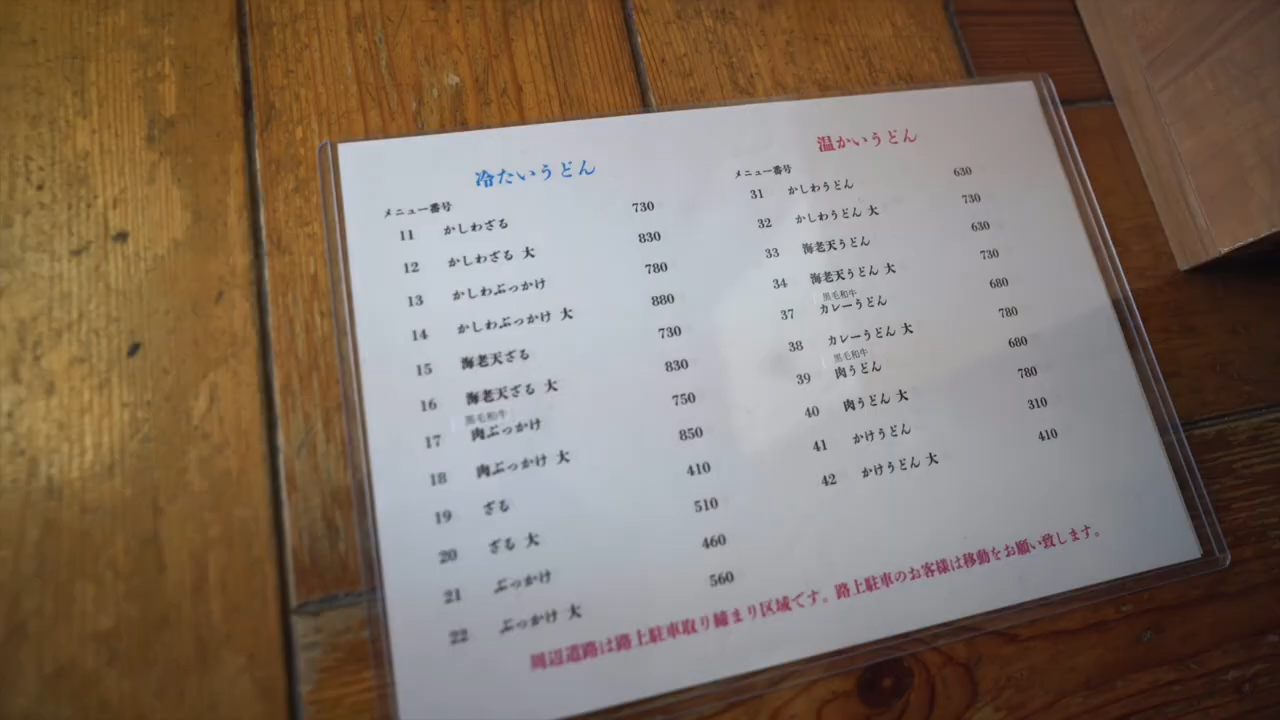 冷たいうどん
メニュー番号
11 かしわざる 730
12 かしわざる 大 830
13 かしわぶっかけ 780
14 かしわぶっかけ 大 880
15 海老天ざる 730
16 海老天ざる 大 830
黒毛和牛
17 肉ぶっかけ 750
18 肉ぶっかけ 大 850
19 ざる 410
20 ざる 大 510
21 ぶっかけ 460
22 ぶっかけ 大 560
温かいうどん
メニュー番号
31 かしわうどん 630
32 かしわうどん 大 730
33 海老天うどん 630
34 海老天うどん 大 730
黒毛和牛
37 カレーうどん 680
38 カレーうどん 大 780
黒毛和牛
39 肉うどん 680
40 肉うどん 大 780
41 かけうどん 310
42 かけうどん 大 410
周辺道路は路上駐車取り締まり区域です。路上駐車のお客様は移動をお願い致します。